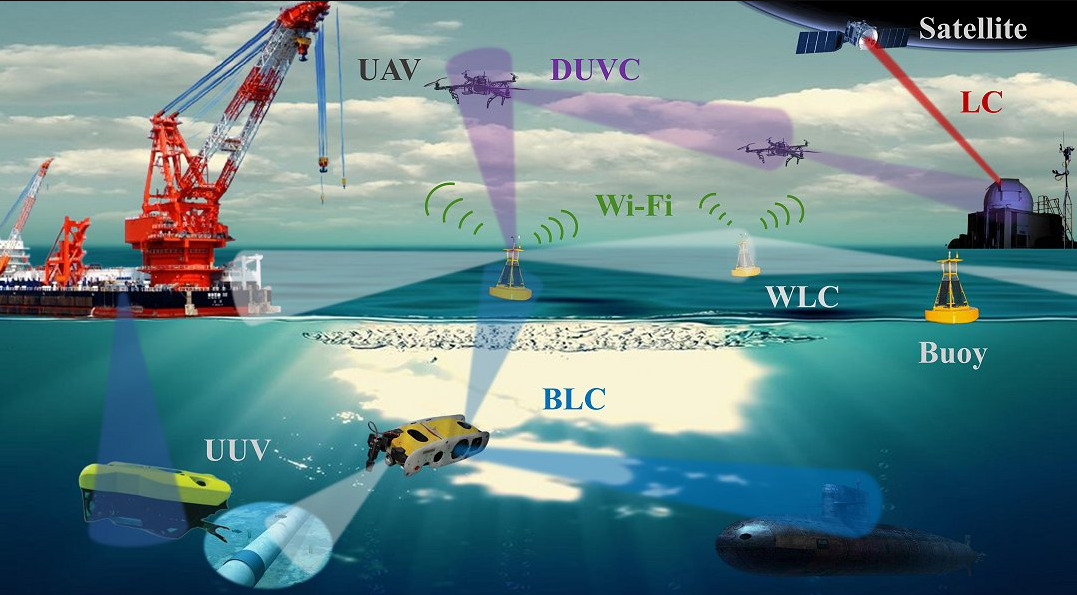 Satellite
UAV
DUVC
LC
Wi-Fi
WLC
Buoy
BLC
UUV